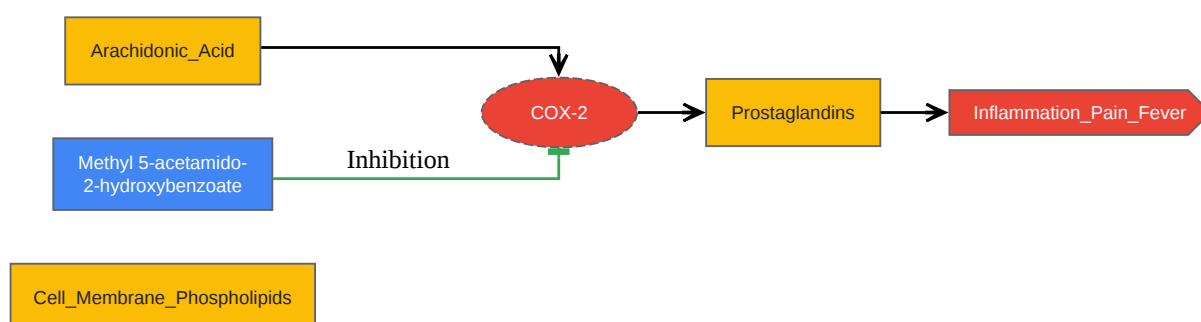 Arachidonic_Acid
COX-2
Prostaglandins
Inflammation_Pain_Fever
Methyl 5-acetamido-
2-hydroxybenzoate
Inhibition
Cell_Membrane_Phospholipids